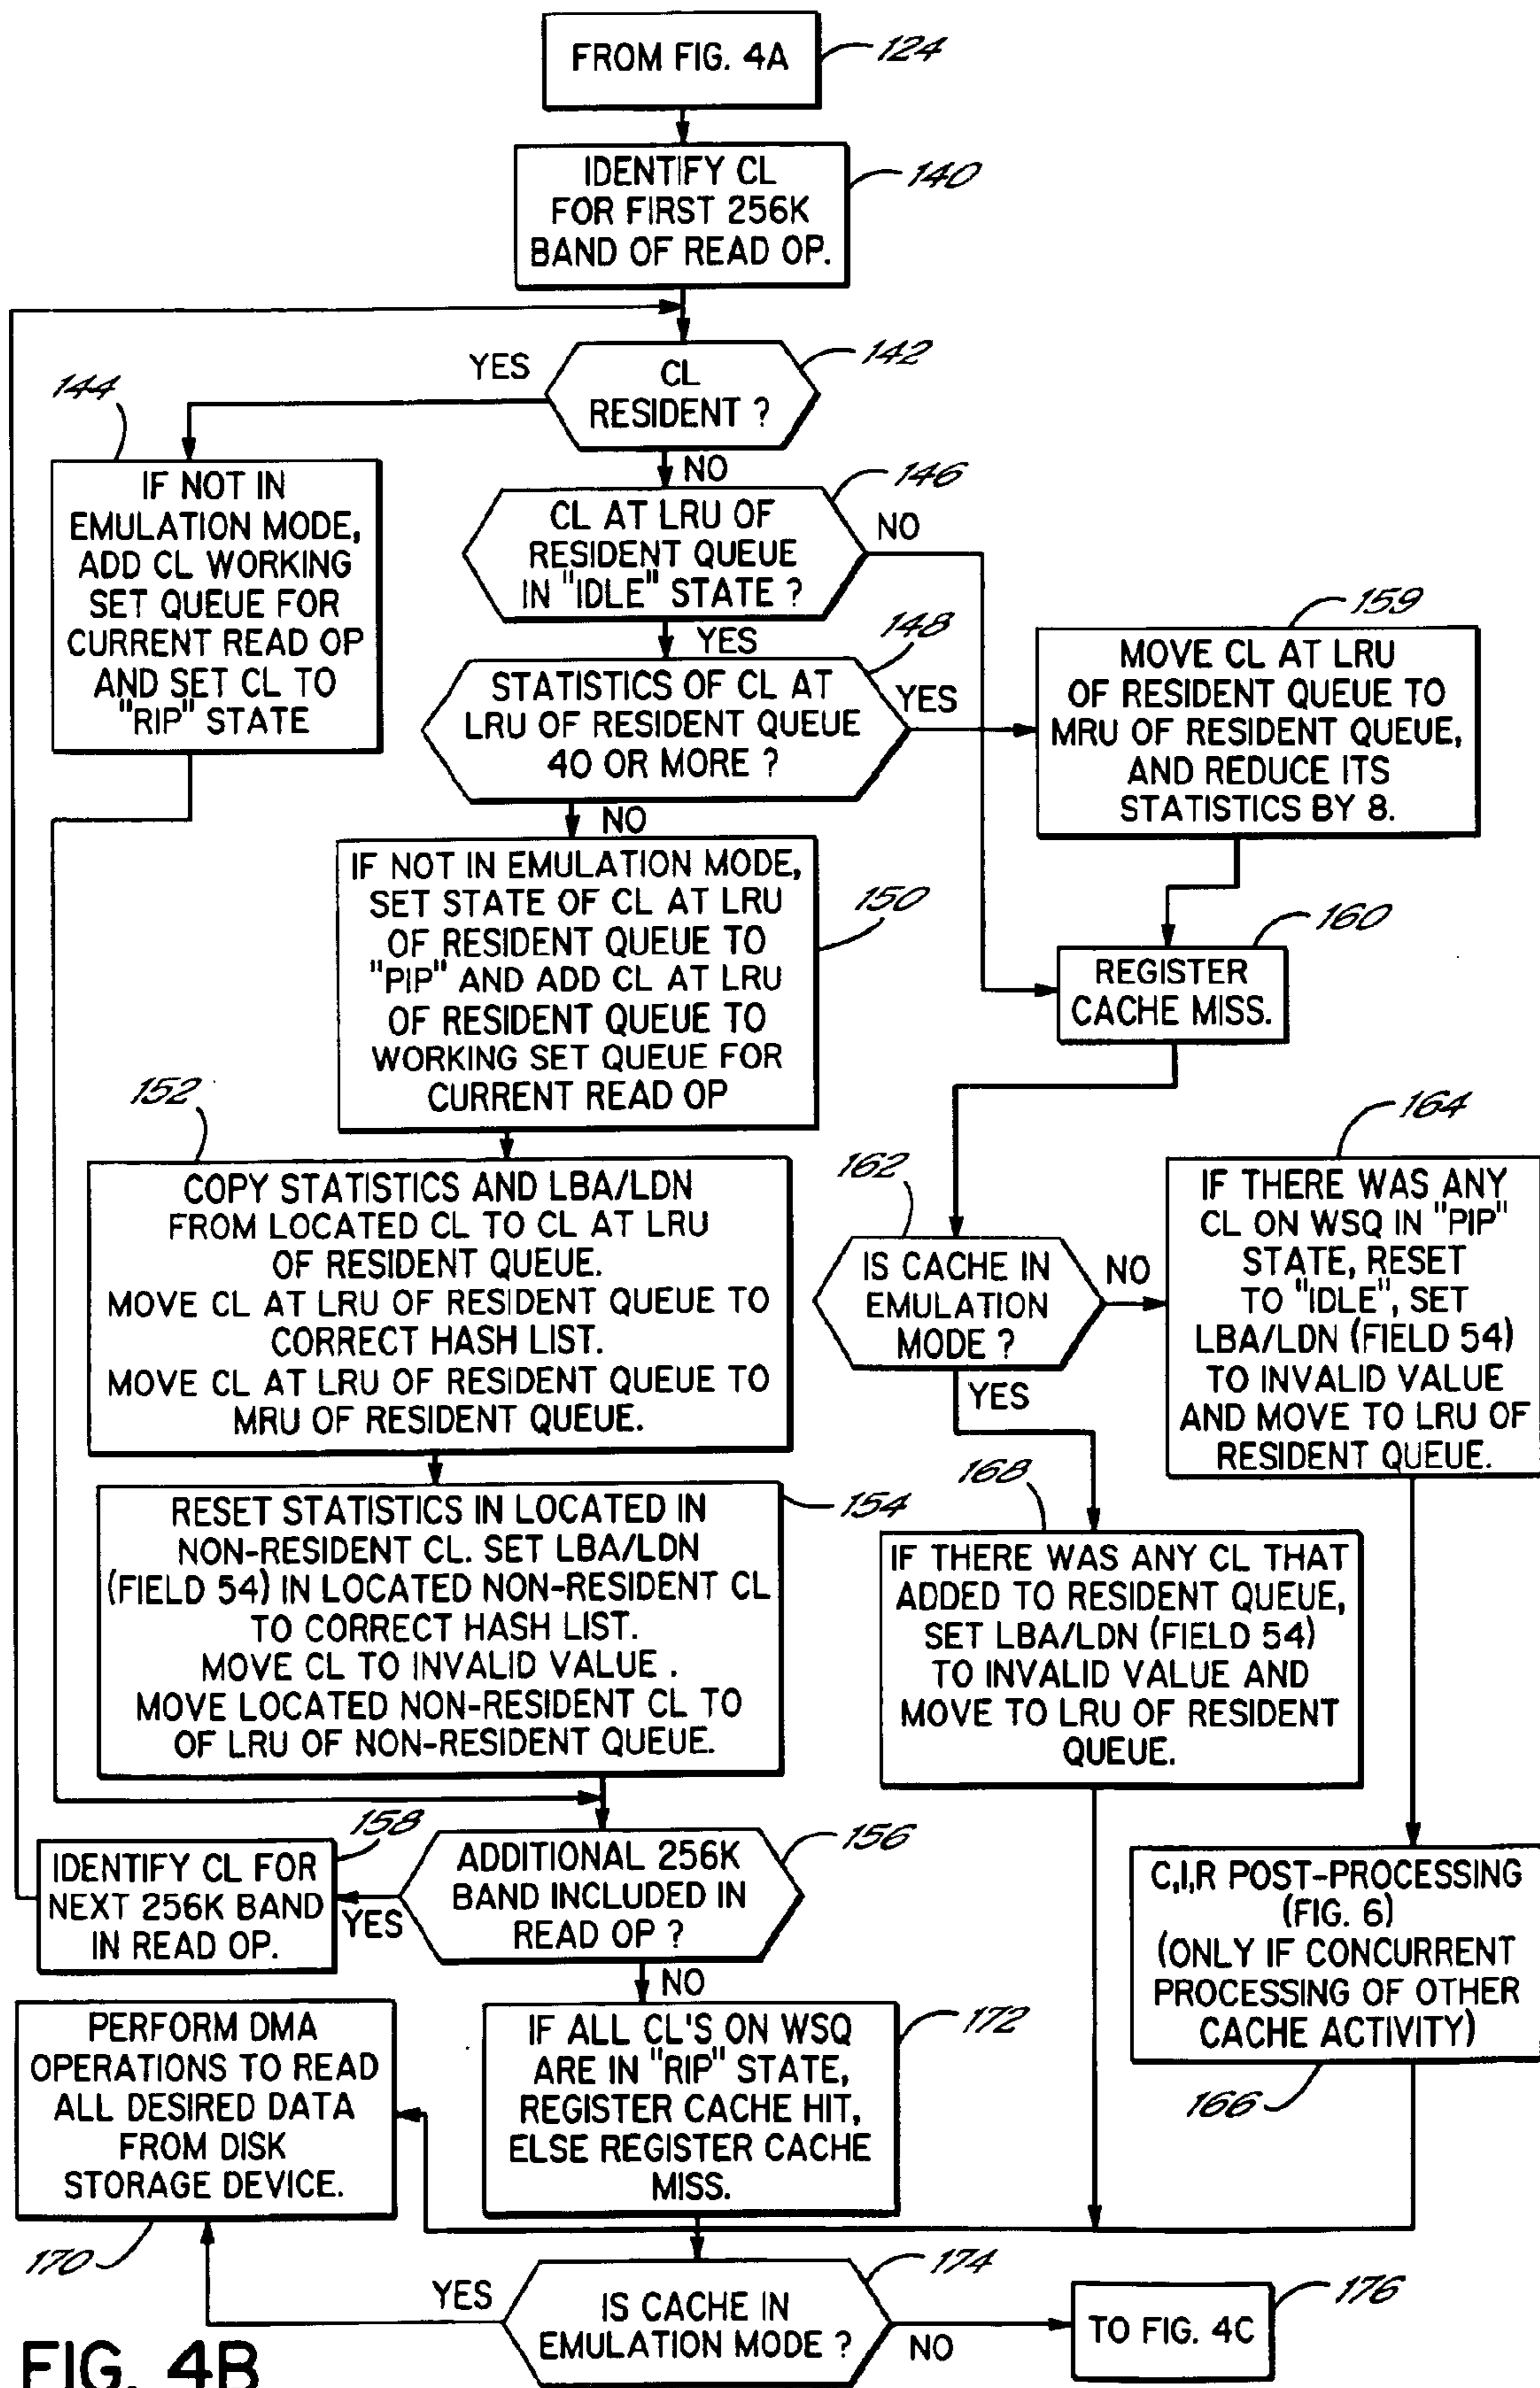 FROM FIG. 4A
124
IDENTIFY CL
FOR FIRST 256K
BAND OF READ OP.
140
CL
RESIDENT ?
142
YES
NO
144
IF NOT IN
EMULATION MODE,
ADD CL WORKING
SET QUEUE FOR
CURRENT READ OP
AND SET CL TO
"RIP" STATE
CL AT LRU OF
RESIDENT QUEUE
IN "IDLE" STATE ?
146
NO
YES
STATISTICS OF CL AT
LRU OF RESIDENT QUEUE
40 OR MORE ?
148
YES
NO
159
MOVE CL AT LRU
OF RESIDENT QUEUE TO
MRU OF RESIDENT QUEUE,
AND REDUCE ITS
STATISTICS BY 8.
IF NOT IN EMULATION MODE,
SET STATE OF CL AT LRU
OF RESIDENT QUEUE TO
"PIP" AND ADD CL AT LRU
OF RESIDENT QUEUE TO
WORKING SET QUEUE FOR
CURRENT READ OP
150
160
REGISTER
CACHE MISS.
152
COPY STATISTICS AND LBA/LDN
FROM LOCATED CL TO CL AT LRU
OF RESIDENT QUEUE.
MOVE CL AT LRU OF RESIDENT QUEUE TO
CORRECT HASH LIST.
MOVE CL AT LRU OF RESIDENT QUEUE TO
MRU OF RESIDENT QUEUE.
162
IS CACHE IN
EMULATION
MODE ?
NO
YES
164
IF THERE WAS ANY
CL ON WSQ IN "PIP"
STATE, RESET
TO "IDLE", SET
LBA/LDN (FIELD 54)
TO INVALID VALUE
AND MOVE TO LRU OF
RESIDENT QUEUE.
RESET STATISTICS IN LOCATED IN
NON-RESIDENT CL. SET LBA/LDN
(FIELD 54) IN LOCATED NON-RESIDENT CL
TO CORRECT HASH LIST.
MOVE CL TO INVALID VALUE .
MOVE LOCATED NON-RESIDENT CL TO
OF LRU OF NON-RESIDENT QUEUE.
154
168
IF THERE WAS ANY CL THAT
ADDED TO RESIDENT QUEUE,
SET LBA/LDN (FIELD 54)
TO INVALID VALUE AND
MOVE TO LRU OF RESIDENT
QUEUE.
158
IDENTIFY CL FOR
NEXT 256K BAND
IN READ OP.
YES
ADDITIONAL 256K
BAND INCLUDED IN
READ OP ?
156
NO
C,I,R POST-PROCESSING
(FIG. 6)
(ONLY IF CONCURRENT
PROCESSING OF OTHER
CACHE ACTIVITY)
166
PERFORM DMA
OPERATIONS TO READ
ALL DESIRED DATA
FROM DISK
STORAGE DEVICE.
170
IF ALL CL'S ON WSQ
ARE IN "RIP" STATE,
REGISTER CACHE HIT,
ELSE REGISTER CACHE
MISS.
172
YES
IS CACHE IN
EMULATION MODE ?
174
NO
TO FIG. 4C
176
FIG. 4B